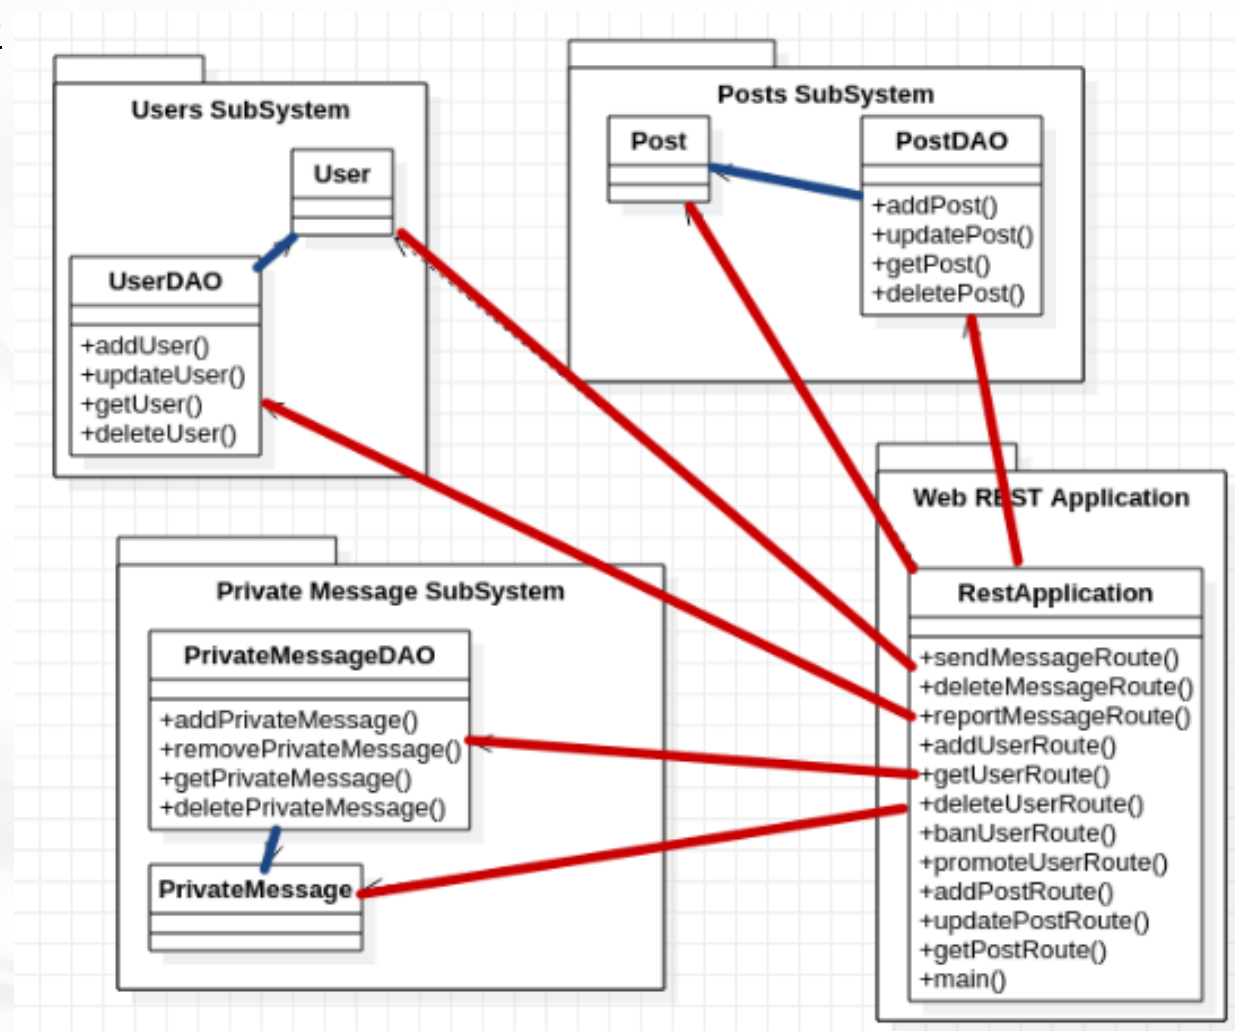 Users SubSystem
User
UserDAO
+addUser()
+updateUser()
+getUser()
+deleteUser()
Posts SubSystem
Post
PostDAO
+addPost()
+updatePost()
+getPost()
+deletePost()
Private Message SubSystem
PrivateMessageDAO
+addPrivateMessage()
+removePrivateMessage()
+getPrivateMessage()
+deletePrivateMessage()
PrivateMessage
Web REST Application
RestApplication
+sendMessageRoute()
+deleteMessageRoute()
+reportMessageRoute()
+addUserRoute()
+getUserRoute()
+deleteUserRoute()
+banUserRoute()
+promoteUserRoute()
+addPostRoute()
+updatePostRoute()
+getPostRoute()
+main()